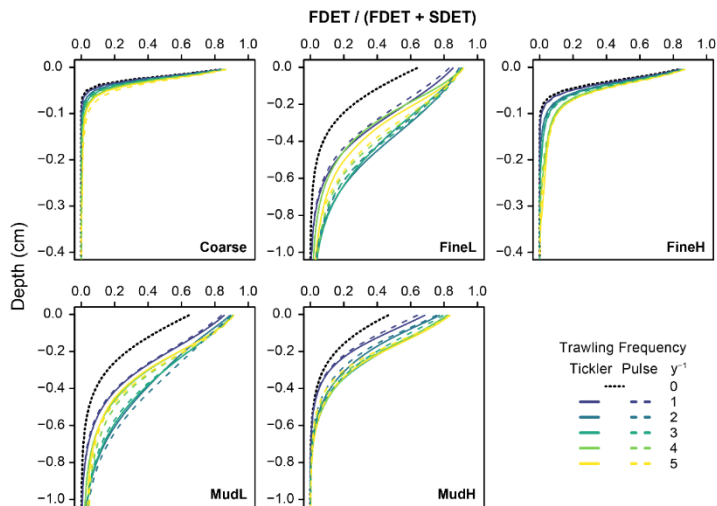 FDET / (FDET + SDET)
0.0 0.2 0.4 0.6 0.8 1.0
0.0 0.2 0.4 0.6 0.8 1.0
0.0 0.2 0.4 0.6 0.8 1.0
0.0
−0.1
−0.2
−0.3
−0.4
Coarse
0.0
−0.2
−0.4
−0.6
−0.8
−1.0
FineL
0.0
−0.1
−0.2
−0.3
−0.4
FineH
Depth (cm)
0.0 0.2 0.4 0.6 0.8 1.0
0.0 0.2 0.4 0.6 0.8 1.0
0.0
−0.2
−0.4
−0.6
−0.8
−1.0
MudL
0.0
−0.2
−0.4
−0.6
−0.8
−1.0
MudH
Trawling Frequency
Tickler Pulse y⁻¹
0
1
2
3
4
5